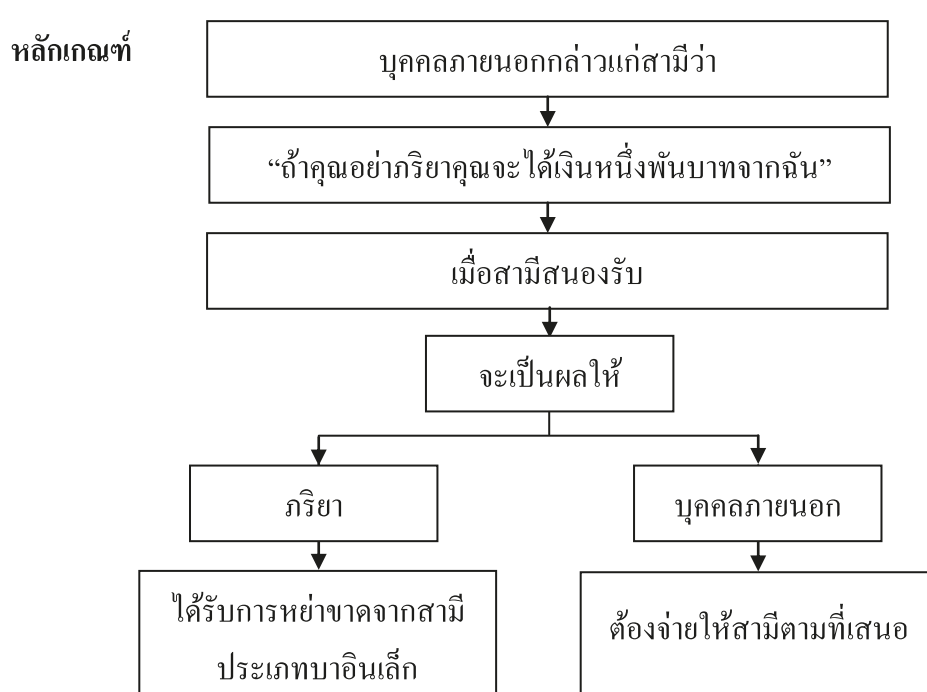 หลักเกณฑ์
บุคคลภายนอกกล่าวแก่สามีว่า
“ถ้าคุณอย่าภริยาคุณจะได้เงินหนึ่งพันบาทจากฉัน”
เมื่อสามีสนองรับ
จะเป็นผลให้
ภริยา
บุคคลภายนอก
ได้รับการหย่าขาดจากสามี
ประเภทบาอินเล็ก
ต้องจ่ายให้สามีตามที่เสนอ